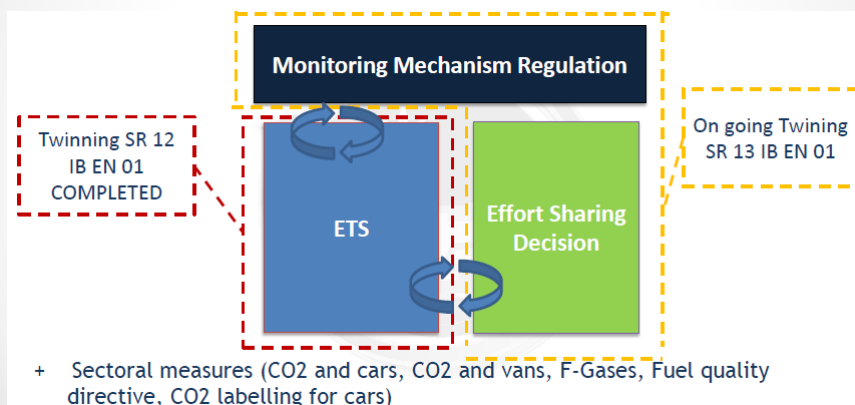 Monitoring Mechanism Regulation
Twinning SR 12
IB EN 01
COMPLETED
On going Twining
SR 13 IB EN 01
ETS
Effort Sharing
Decision
+ Sectoral measures (CO2 and cars, CO2 and vans, F-Gases, Fuel quality
directive, CO2 labelling for cars)